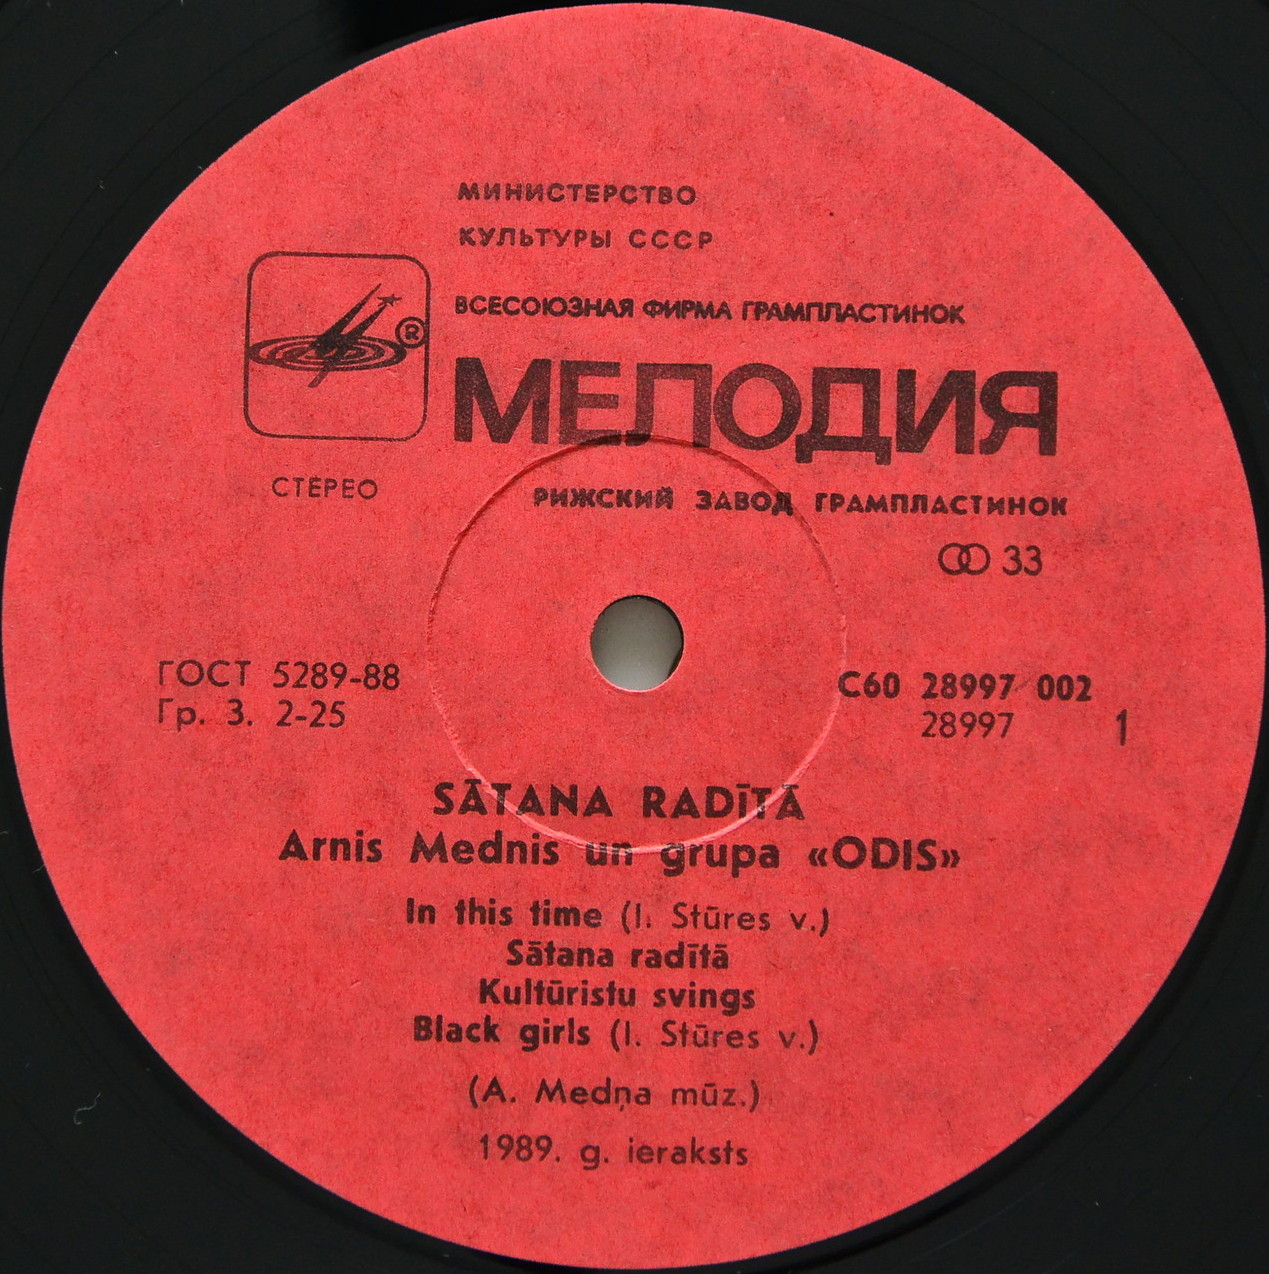 МИНИСТЕРСТВО
КУЛЬТУРЫ СССР
ВСЕСОЮЗНАЯ ФИРМА ГРАМПЛАСТИНОК
®
МЕЛОДИЯ
СТЕРЕО
РИЖСКИЙ ЗАВОД ГРАМПЛАСТИНОК
33
ГОСТ 5289-88
Гр. 3. 2-25
С60 28997 002
28997 1
SĀTANA RADĪTĀ
Arnis Mednis un grupa «ODIS»
In this time (I. Stūres v.)
Sātana radītā
Kultūristu svings
Black girls (I. Stūres v.)
(A. Medņa mūz.)
1989. g. ieraksts